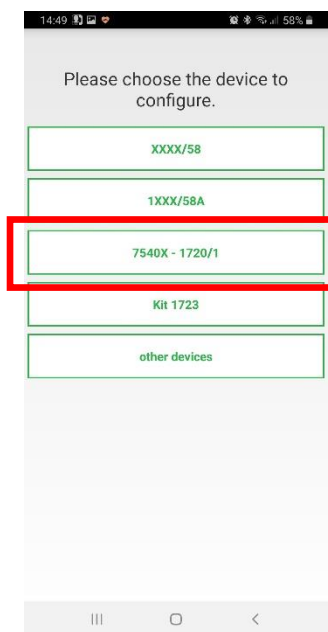 14:49 58%
Please choose the device to
configure.
XXXX/58
1XXX/58A
7540X - 1720/1
Kit 1723
other devices